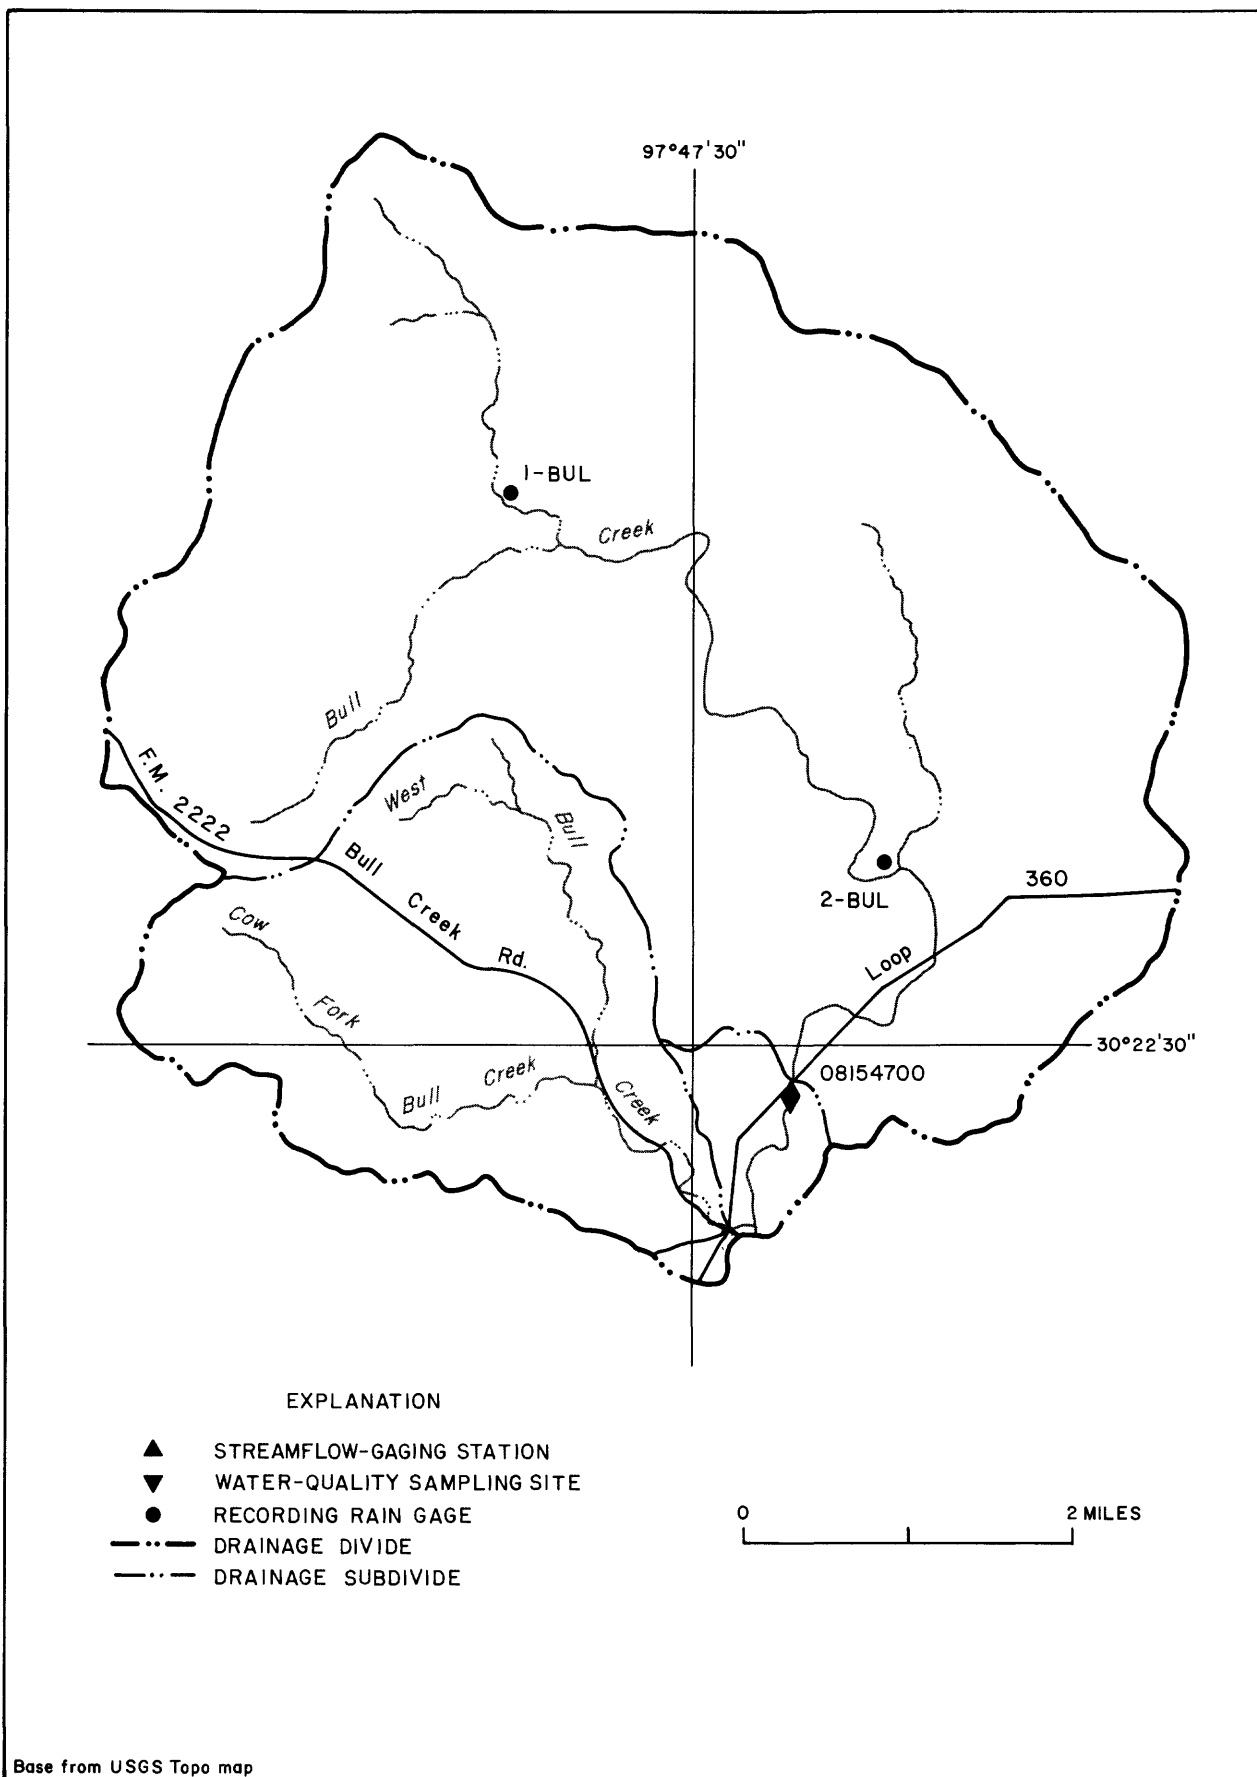 97°47'30"
1-BUL
Creek
Bull
F.M. 2222
West
Bull
Bull Creek Rd.
2-BUL
360
Loop
Cow
Fork
Bull Creek
Creek
30°22'30"
08154700
EXPLANATION
STREAMFLOW-GAGING STATION
WATER-QUALITY SAMPLING SITE
RECORDING RAIN GAGE
DRAINAGE DIVIDE
DRAINAGE SUBDIVIDE
0 2 MILES
Base from USGS Topo map